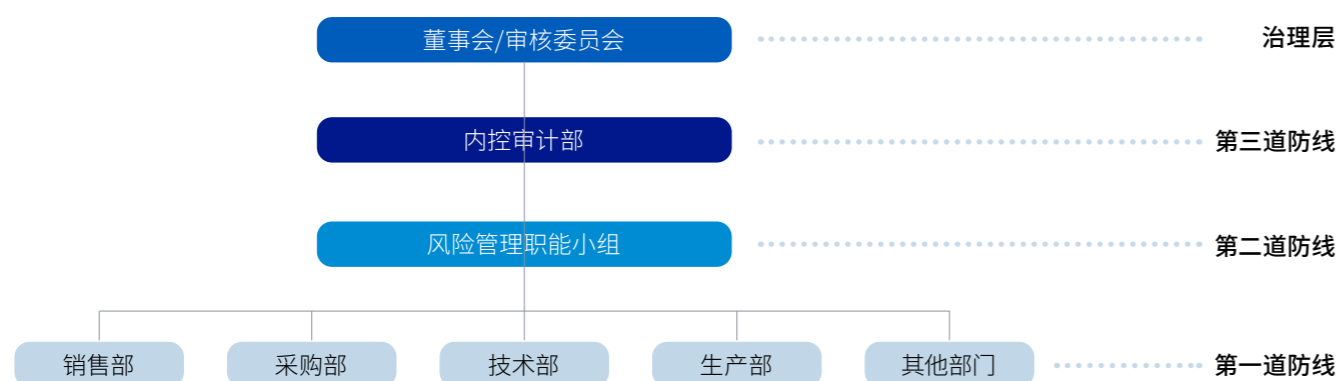 董事会/审核委员会 治理层
内控审计部 第三道防线
风险管理职能小组 第二道防线
销售部 采购部 技术部 生产部 其他部门 第一道防线